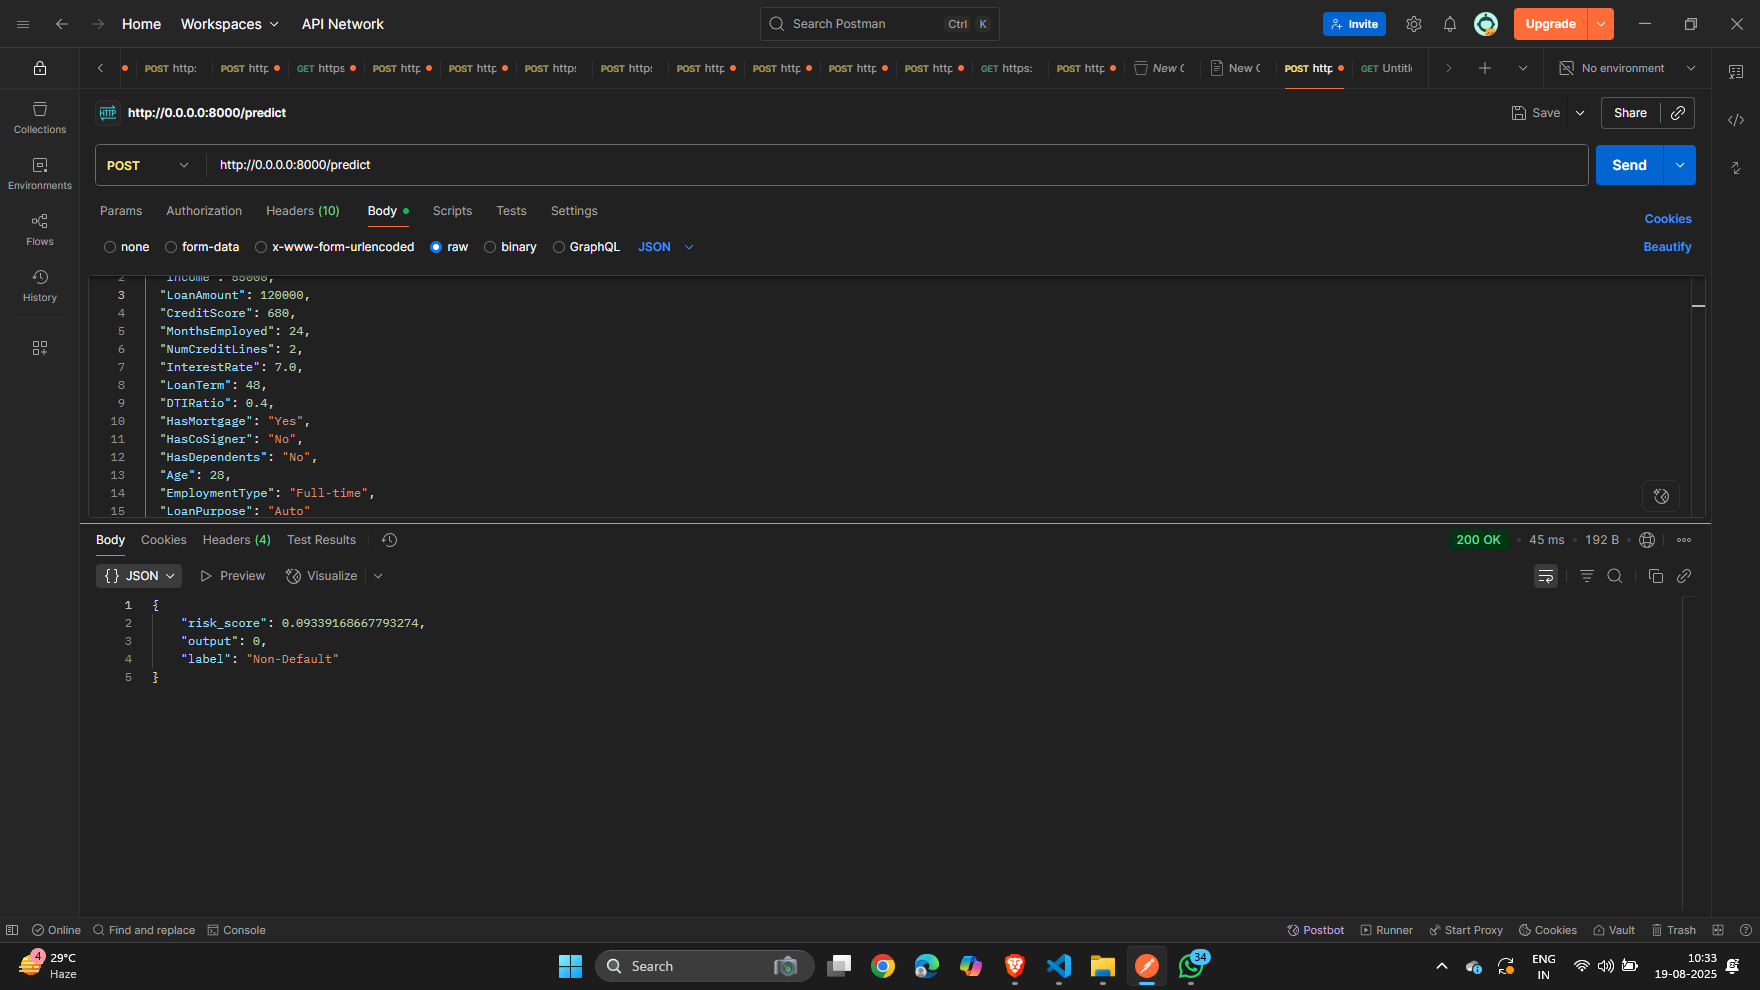 Home
Workspaces
API Network
Search Postman
Ctrl
K
Invite
Upgrade
POST http:
POST http
GET https
POST http
POST http
POST http:
POST http:
POST http
POST http
POST http
POST http
GET https:
POST http
New C
New C
POST http
GET Untitl
No environment
HTTP
http://0.0.0.0:8000/predict
Save
Share
Collections
Environments
Flows
History
POST
http://0.0.0.0:8000/predict
Send
Params
Authorization
Headers (10)
Body
Scripts
Tests
Settings
Cookies
none
form-data
x-www-form-urlencoded
raw
binary
GraphQL
JSON
Beautify
2 "Income": 55000,
3 "LoanAmount": 120000,
4 "CreditScore": 680,
5 "MonthsEmployed": 24,
6 "NumCreditLines": 2,
7 "InterestRate": 7.0,
8 "LoanTerm": 48,
9 "DTIRatio": 0.4,
10 "HasMortgage": "Yes",
11 "HasCoSigner": "No",
12 "HasDependents": "No",
13 "Age": 28,
14 "EmploymentType": "Full-time",
15 "LoanPurpose": "Auto"
Body
Cookies
Headers (4)
Test Results
200 OK
45 ms
192 B
{} JSON
Preview
Visualize
1 {
2 "risk_score": 0.09339168667793274,
3 "output": 0,
4 "label": "Non-Default"
5 }
Online
Find and replace
Console
Postbot
Runner
Start Proxy
Cookies
Vault
Trash
4
29°C
Haze
Search
34
ENG
IN
10:33
19-08-2025